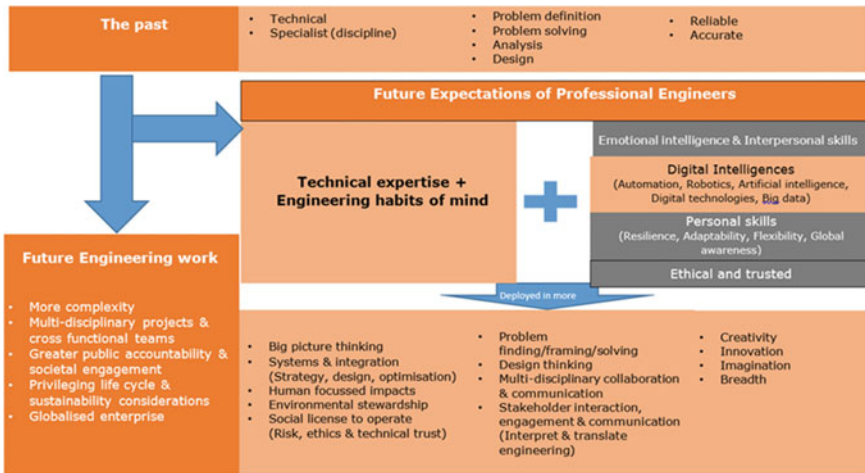 The past
• Technical
• Specialist (discipline)
• Problem definition
• Problem solving
• Analysis
• Design
• Reliable
• Accurate
Future Expectations of Professional Engineers
Technical expertise +
Engineering habits of mind
Emotional intelligence & Interpersonal skills
Digital Intelligences
(Automation, Robotics, Artificial intelligence,
Digital technologies, Big data)
Personal skills
(Resilience, Adaptability, Flexibility, Global
awareness)
Ethical and trusted
Deployed in more
Future Engineering work
• More complexity
• Multi-disciplinary projects &
cross functional teams
• Greater public accountability &
societal engagement
• Privileging life cycle &
sustainability considerations
• Globalised enterprise
• Big picture thinking
• Systems & integration
(Strategy, design, optimisation)
• Human focussed impacts
• Environmental stewardship
• Social license to operate
(Risk, ethics & technical trust)
• Problem
finding/framing/solving
• Design thinking
• Multi-disciplinary collaboration
& communication
• Stakeholder interaction,
engagement & communication
(Interpret & translate
engineering)
• Creativity
• Innovation
• Imagination
• Breadth